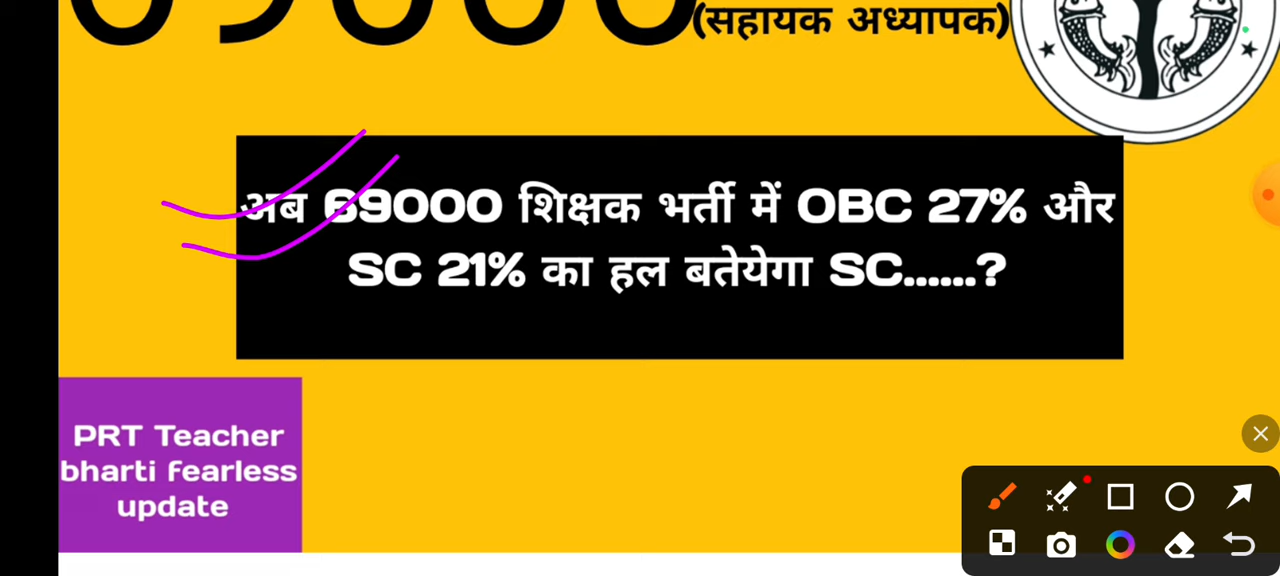 69000
(सहायक अध्यापक)
अब 69000 शिक्षक भर्ती में OBC 27% और
SC 21% का हल बतेयेगा SC......?
PRT Teacher
bharti fearless
update